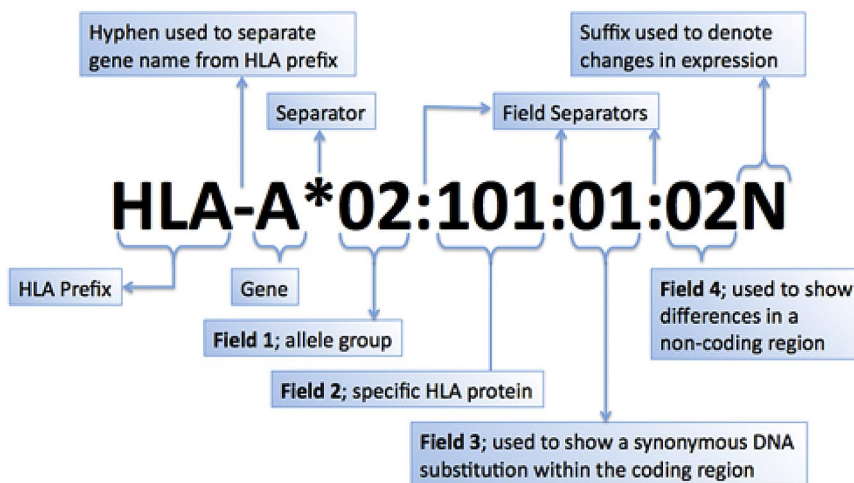 Hyphen used to separate
gene name from HLA prefix
Suffix used to denote
changes in expression
Separator
Field Separators
HLA-A*02:101:01:02N
HLA Prefix
Gene
Field 1; allele group
Field 2; specific HLA protein
Field 3; used to show a synonymous DNA
substitution within the coding region
Field 4; used to show
differences in a
non-coding region